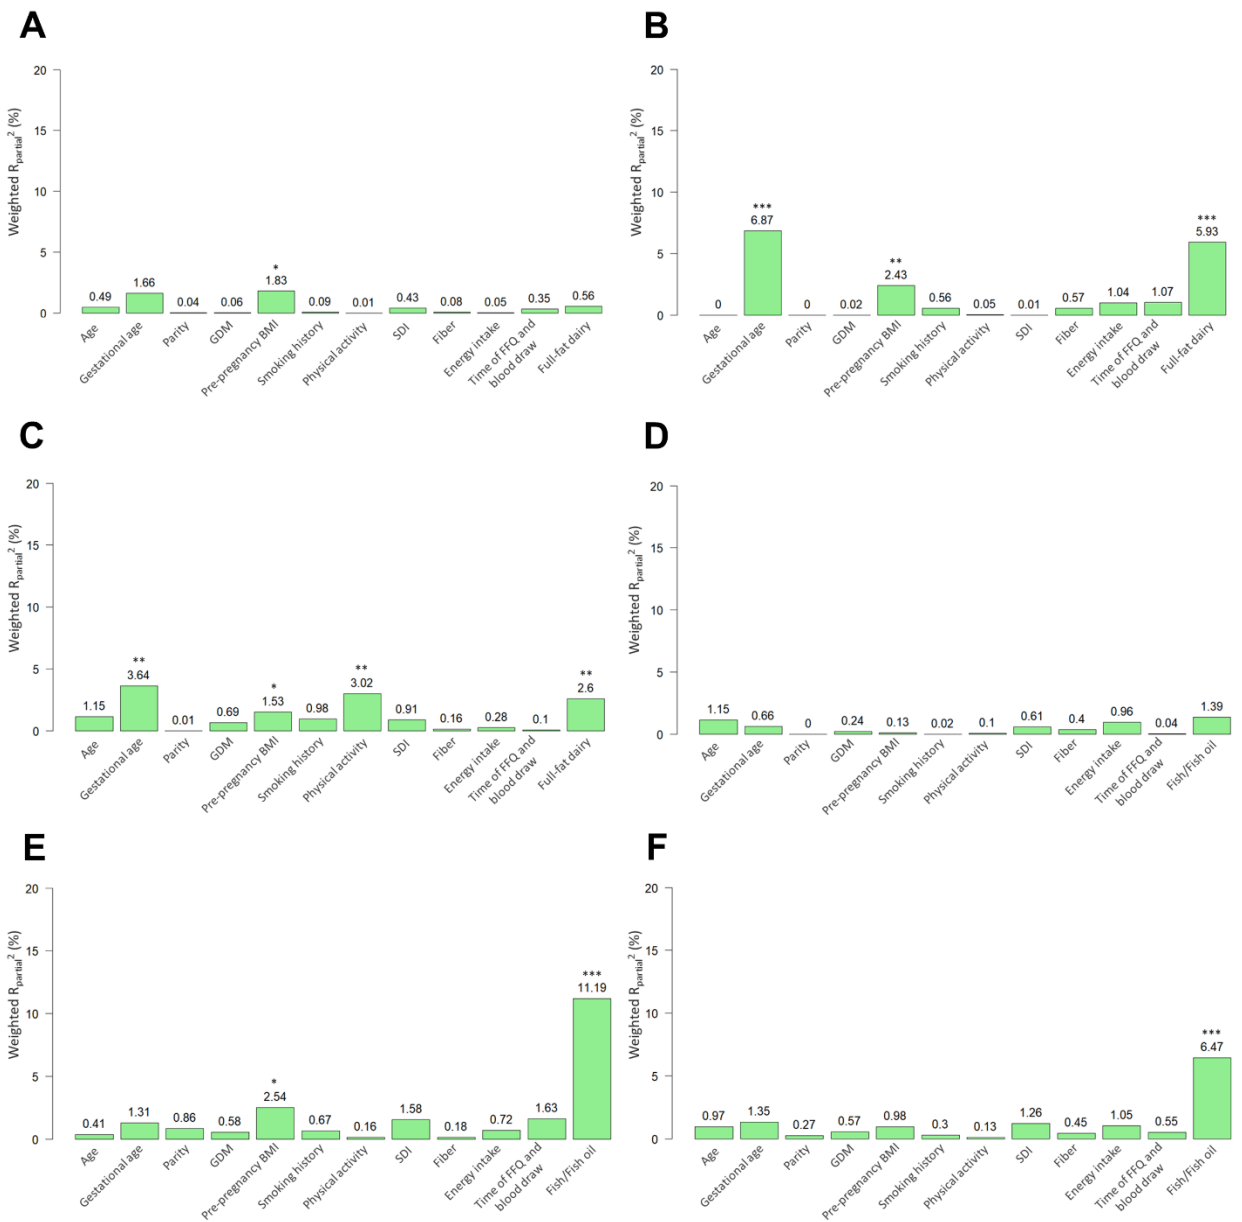 A
Weighted R_partial² (%)
20
15
10
5
0
0.49
1.66
0.04
0.06
*
1.83
0.09
0.01
0.43
0.08
0.05
0.35
0.56
Age
Gestational age
Parity
GDM
Pre-pregnancy BMI
Smoking history
Physical activity
SDI
Fiber
Energy intake
Time of FFQ and
blood draw
Full-fat dairy
B
Weighted R_partial² (%)
20
15
10
5
0
0
***
6.87
0
0.02
**
2.43
0.56
0.05
0.01
0.57
1.04
1.07
***
5.93
Age
Gestational age
Parity
GDM
Pre-pregnancy BMI
Smoking history
Physical activity
SDI
Fiber
Energy intake
Time of FFQ and
blood draw
Full-fat dairy
C
Weighted R_partial² (%)
20
15
10
5
0
1.15
**
3.64
0.01
0.69
*
1.53
0.98
**
3.02
0.91
0.16
0.28
0.1
**
2.6
Age
Gestational age
Parity
GDM
Pre-pregnancy BMI
Smoking history
Physical activity
SDI
Fiber
Energy intake
Time of FFQ and
blood draw
Full-fat dairy
D
Weighted R_partial² (%)
20
15
10
5
0
1.15
0.66
0
0.24
0.13
0.02
0.1
0.61
0.4
0.96
0.04
1.39
Age
Gestational age
Parity
GDM
Pre-pregnancy BMI
Smoking history
Physical activity
SDI
Fiber
Energy intake
Time of FFQ and
blood draw
Fish/Fish oil
E
Weighted R_partial² (%)
20
15
10
5
0
0.41
1.31
0.86
0.58
*
2.54
0.67
0.16
1.58
0.18
0.72
1.63
***
11.19
Age
Gestational age
Parity
GDM
Pre-pregnancy BMI
Smoking history
Physical activity
SDI
Fiber
Energy intake
Time of FFQ and
blood draw
Fish/Fish oil
F
Weighted R_partial² (%)
20
15
10
5
0
0.97
1.35
0.27
0.57
0.98
0.3
0.13
1.26
0.45
1.05
0.55
***
6.47
Age
Gestational age
Parity
GDM
Pre-pregnancy BMI
Smoking history
Physical activity
SDI
Fiber
Energy intake
Time of FFQ and
blood draw
Fish/Fish oil